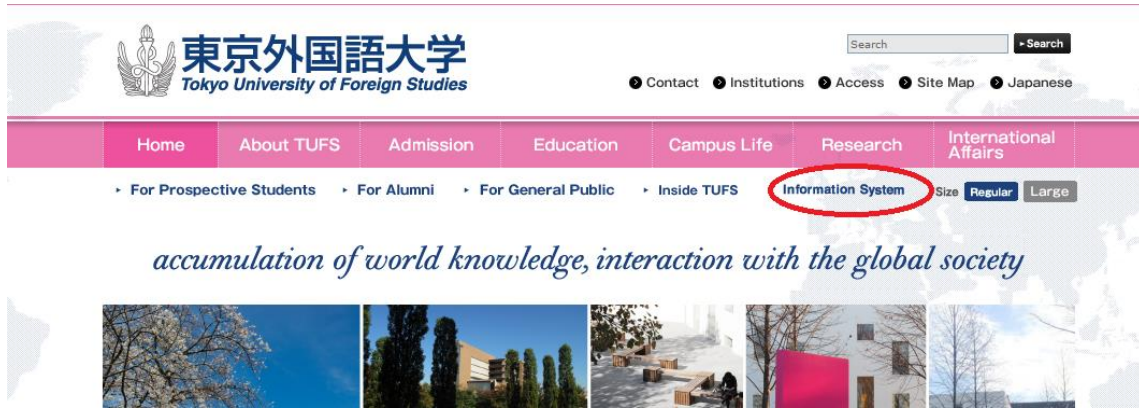 東京外国語大学
Tokyo University of Foreign Studies
Search
Search
Contact Institutions Access Site Map Japanese
Home About TUFS Admission Education Campus Life Research International Affairs
For Prospective Students For Alumni For General Public Inside TUFS Information System Size Regular Large
accumulation of world knowledge, interaction with the global society